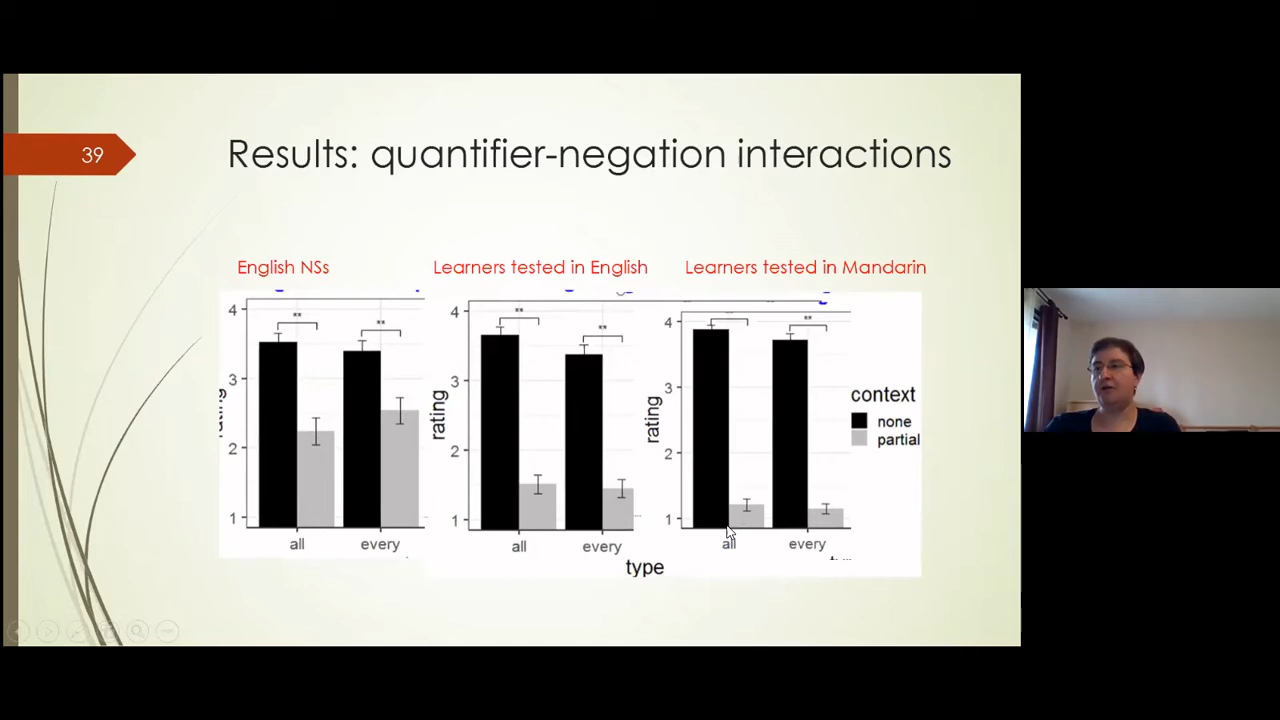 39
Results: quantifier-negation interactions
English NSs
Learners tested in English
Learners tested in Mandarin
4
3
2
1
rating
**
**
all
every
4
3
2
1
rating
**
**
all
every
type
4
3
2
1
rating
**
all
every
context
none
partial